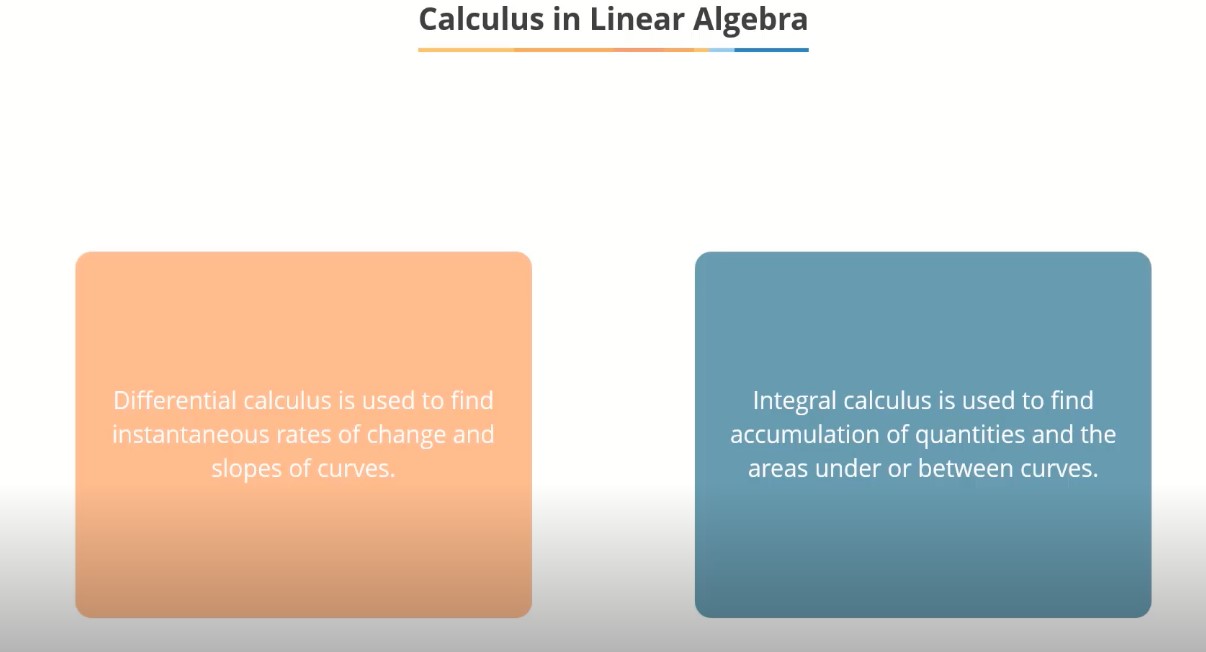 Calculus in Linear Algebra
Differential calculus is used to find
instantaneous rates of change and
slopes of curves.
Integral calculus is used to find
accumulation of quantities and the
areas under or between curves.